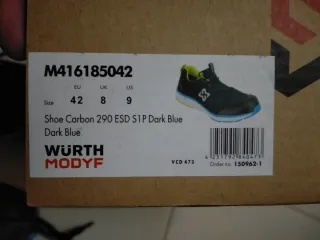 M416185042
EU UK US
Size 42 8 9
Shoe Carbon 290 ESD S1P Dark Blue
Dark Blue
WÜRTH
MODYF
VCD 473
Order no.: 150962-1